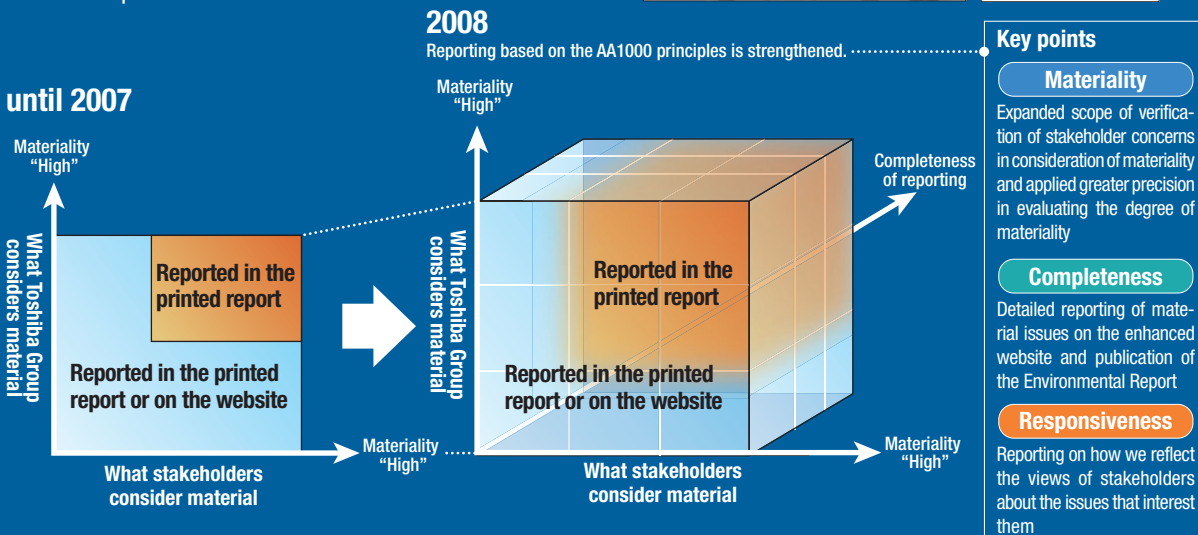 2008
Reporting based on the AA1000 principles is strengthened.
until 2007
Materiality
“High”
What Toshiba Group
considers material
Reported in the
printed report
Reported in the printed
report or on the website
Materiality
“High”
What stakeholders
consider material
Materiality
“High”
What Toshiba Group
considers material
Completeness
of reporting
Reported in the
printed report
Reported in the printed
report or on the website
Materiality
“High”
What stakeholders
consider material
Key points
Materiality
Expanded scope of verifica-
tion of stakeholder concerns
in consideration of materiality
and applied greater precision
in evaluating the degree of
materiality
Completeness
Detailed reporting of mate-
rial issues on the enhanced
website and publication of
the Environmental Report
Responsiveness
Reporting on how we reflect
the views of stakeholders
about the issues that interest
them